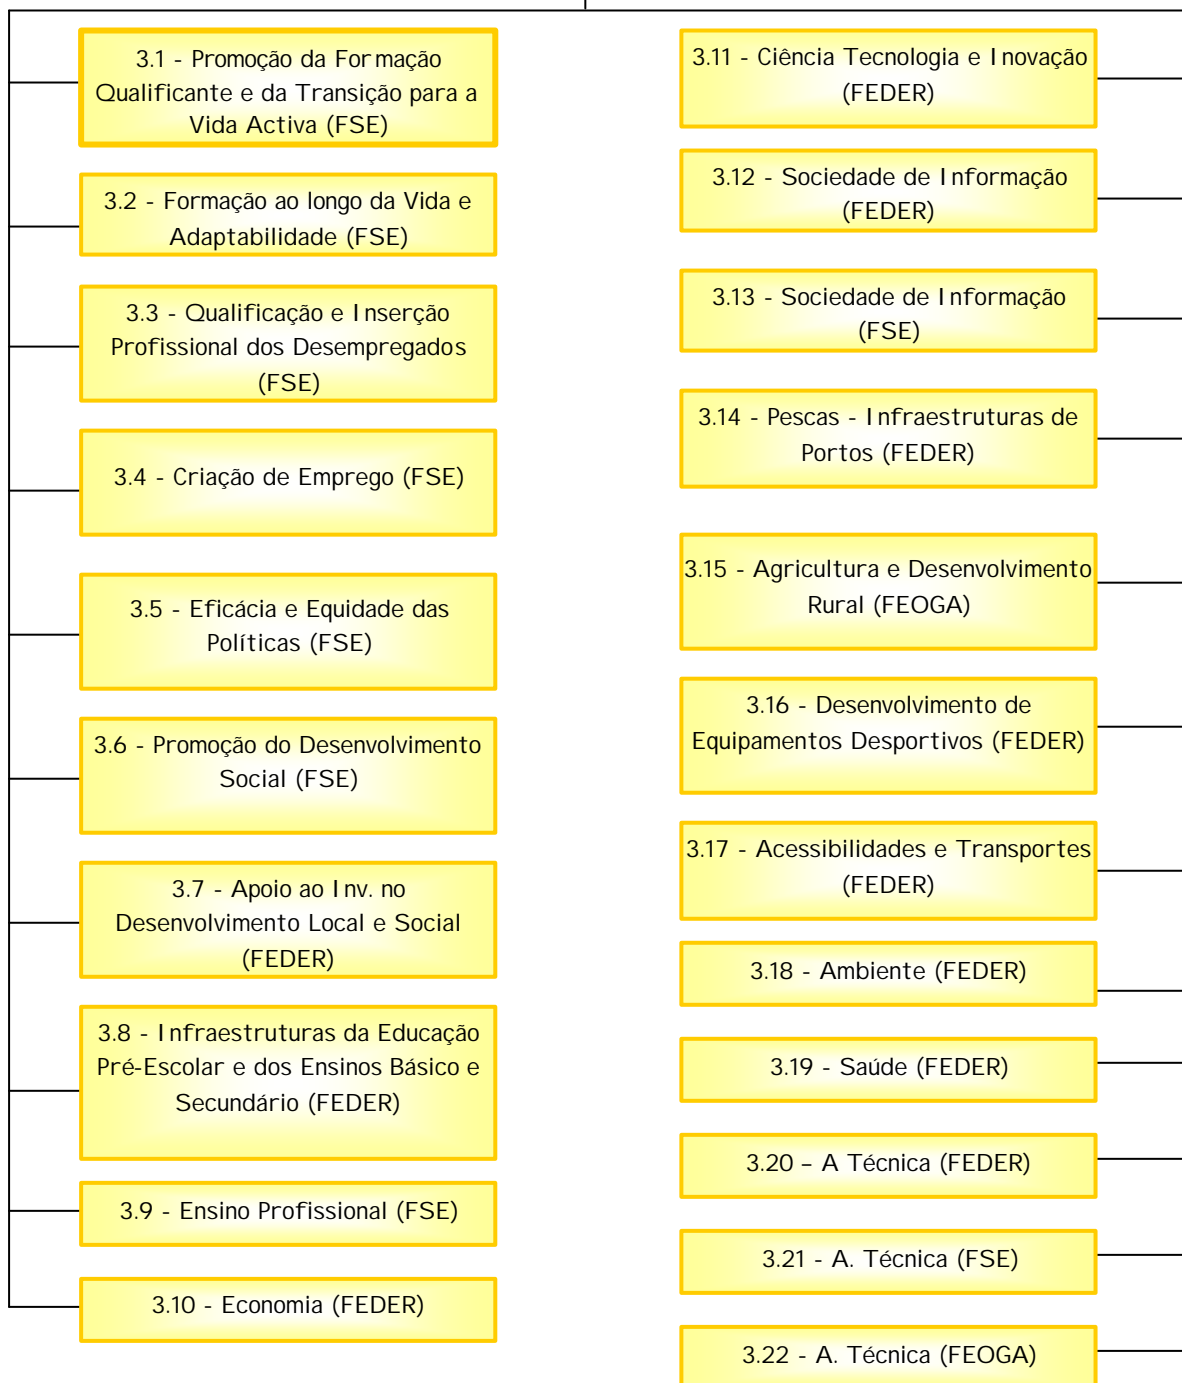 3.1 - Promoção da Formação
Qualificante e da Transição para a
Vida Activa (FSE)
3.2 - Formação ao longo da Vida e
Adaptabilidade (FSE)
3.3 - Qualificação e Inserção
Profissional dos Desempregados
(FSE)
3.4 - Criação de Emprego (FSE)
3.5 - Eficácia e Equidade das
Políticas (FSE)
3.6 - Promoção do Desenvolvimento
Social (FSE)
3.7 - Apoio ao Inv. no
Desenvolvimento Local e Social
(FEDER)
3.8 - Infraestruturas da Educação
Pré-Escolar e dos Ensinos Básico e
Secundário (FEDER)
3.9 - Ensino Profissional (FSE)
3.10 - Economia (FEDER)
3.11 - Ciência Tecnologia e Inovação
(FEDER)
3.12 - Sociedade de Informação
(FEDER)
3.13 - Sociedade de Informação
(FSE)
3.14 - Pescas - Infraestruturas de
Portos (FEDER)
3.15 - Agricultura e Desenvolvimento
Rural (FEOGA)
3.16 - Desenvolvimento de
Equipamentos Desportivos (FEDER)
3.17 - Acessibilidades e Transportes
(FEDER)
3.18 - Ambiente (FEDER)
3.19 - Saúde (FEDER)
3.20 – A Técnica (FEDER)
3.21 - A. Técnica (FSE)
3.22 - A. Técnica (FEOGA)